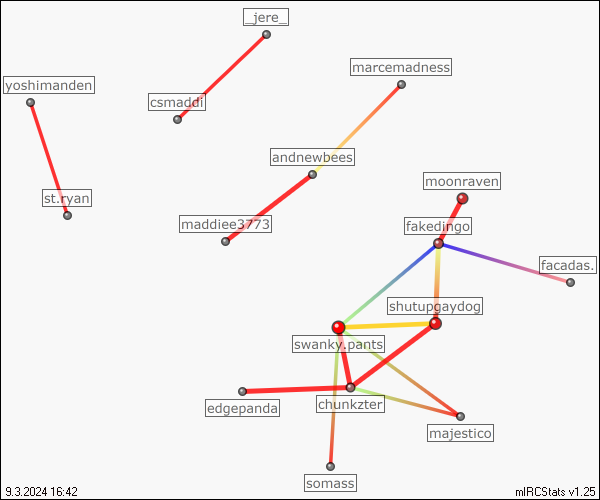 _jere_
marcemadness
yoshimanden
csmaddi
andnewbees
moonraven
st.ryan
maddiee3773
fakedingo
facadas.
shutupgaydog
swanky.pants
edgepanda
chunkzter
majestico
somass
9.3.2024 16:42
mIRCStats v1.25